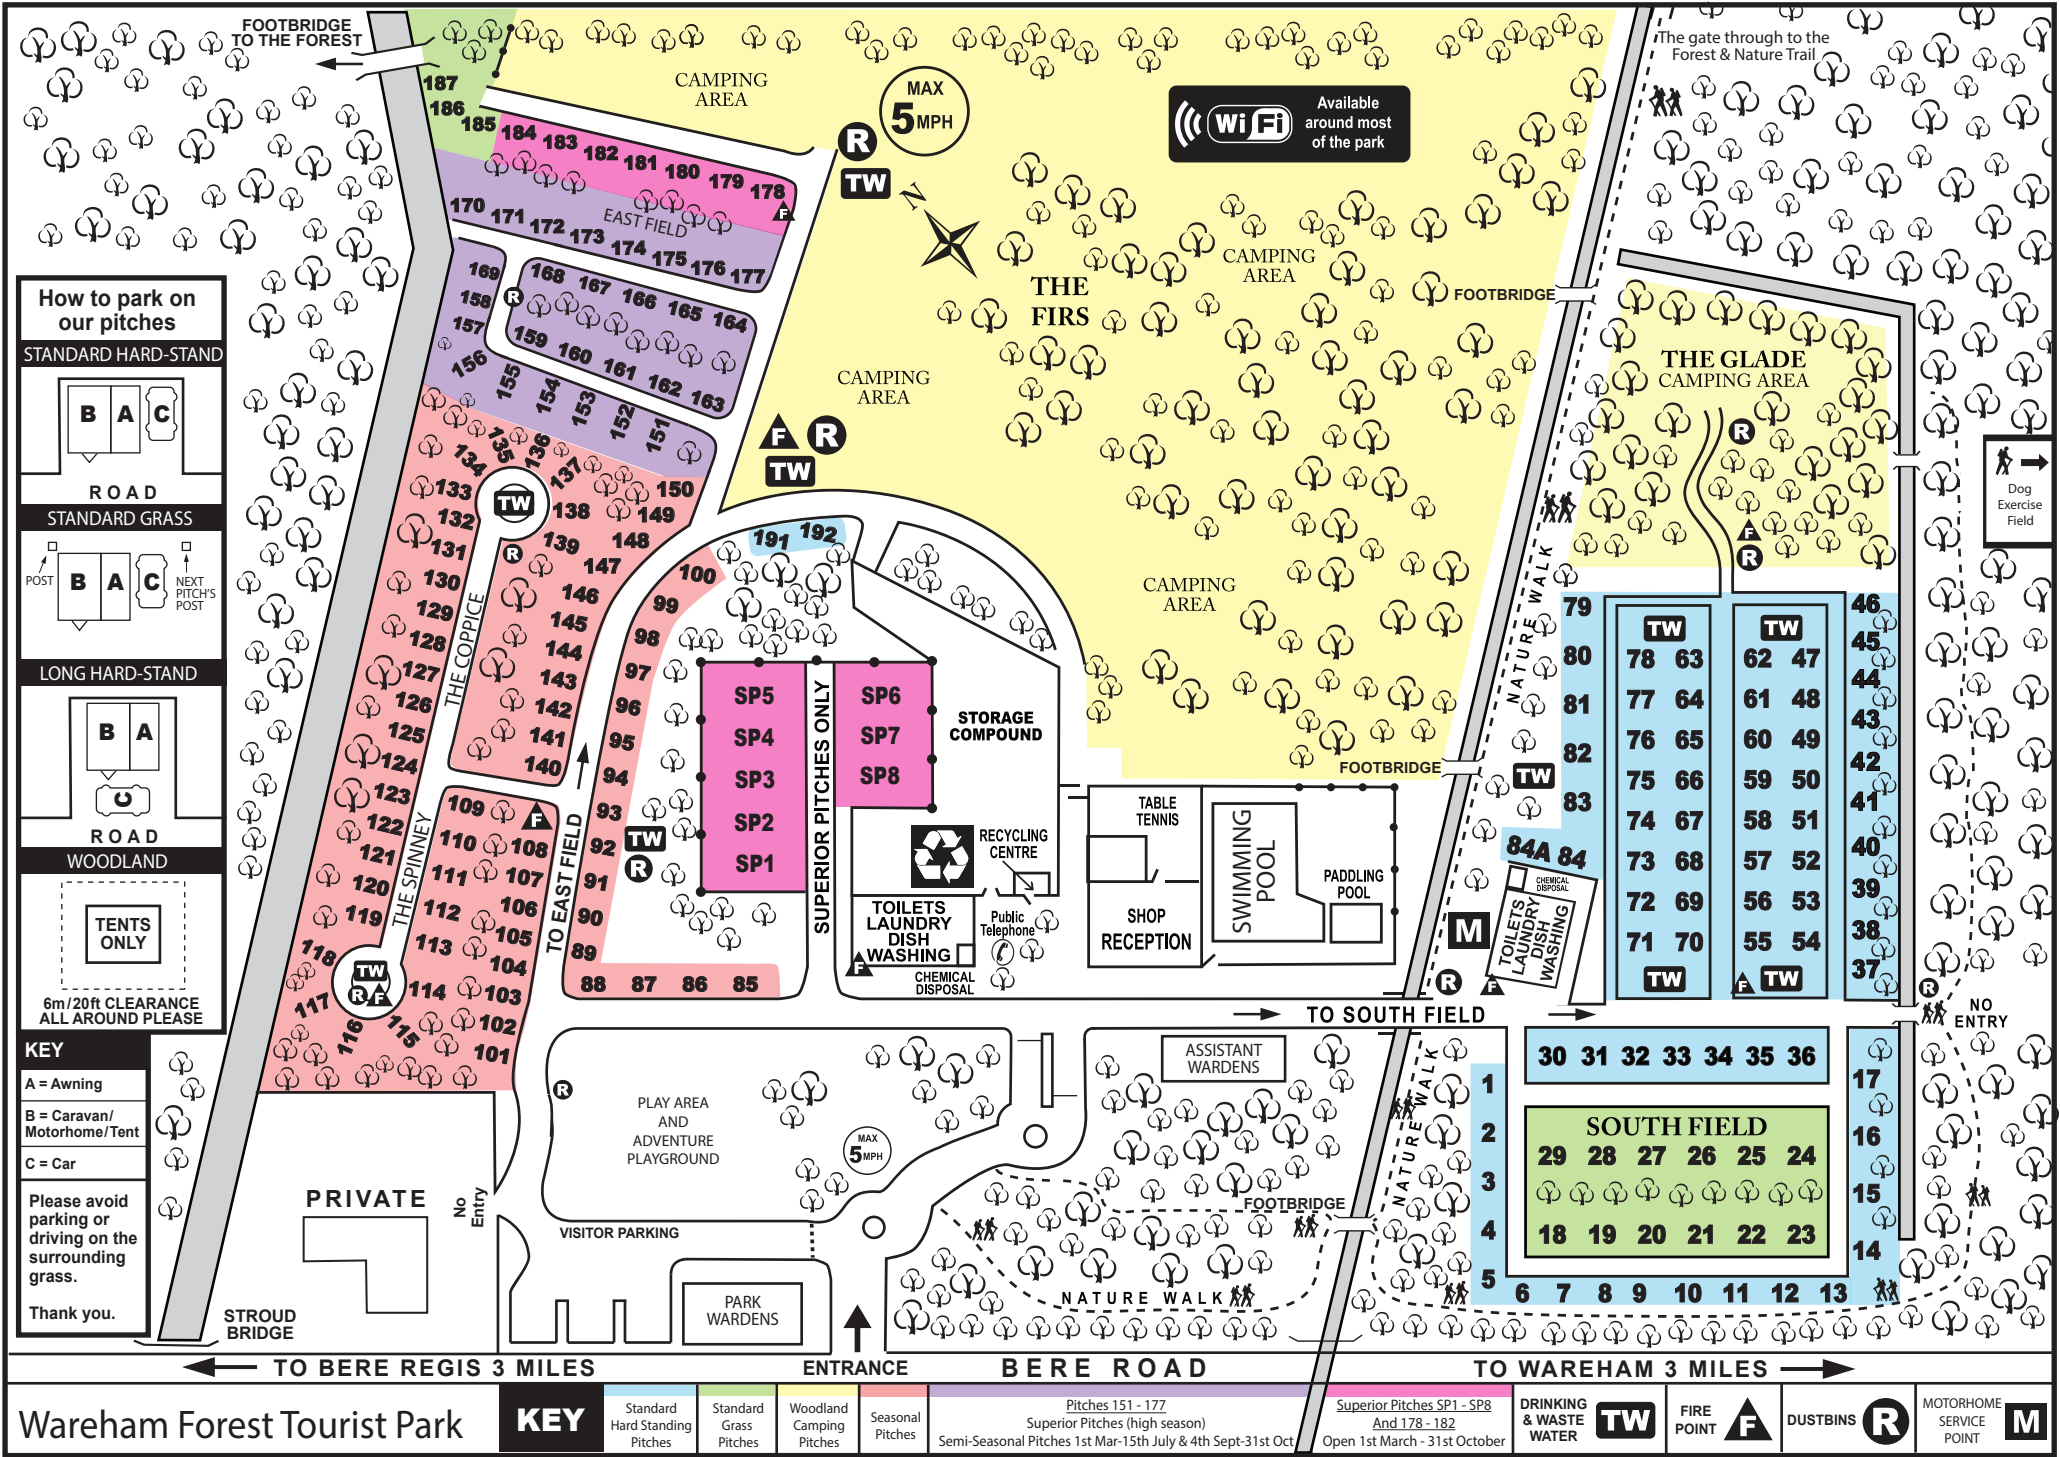 FOOTBRIDGE
TO THE FOREST
CAMPING
AREA
MAX
5MPH
R
TW
WiFi
Available
around most
of the park
The gate through to the
Forest & Nature Trail
187
186
185
184 183 182 181 180 179 178
F
EAST FIELD
170 171 172 173 174 175 176 177
N
THE
FIRS
CAMPING
AREA
CAMPING
AREA
FOOTBRIDGE
169
158
157
156
R
168 167 166 165 164
159 160 161 162 163
155 154 153 152 151
F R
TW
How to park on
our pitches
STANDARD HARD-STAND
B A C
ROAD
STANDARD GRASS
POST
B A C
NEXT
PITCH'S
POST
LONG HARD-STAND
B A
C
ROAD
WOODLAND
TENTS
ONLY
6m/20ft CLEARANCE
ALL AROUND PLEASE
KEY
A = Awning
B = Caravan/
Motorhome/Tent
C = Car
Please avoid
parking or
driving on the
surrounding
grass.
Thank you.
134 135 136 137
133
132
131
130
129
128
127
126
125
124
123
122
121
120
119
118
117
116
115
TW
R
138
139
150
149
148
147
146
145
144
143
142
141
140
THE COPPICE
THE SPINNEY
109
110
111
112
113
114
F
108
107
106
105
104
103
102
101
TW
R F
TO EAST FIELD
100
99
98
97
96
95
94
93
92
91
90
89
88 87 86 85
TW
R
191 192
SP5
SP4
SP3
SP2
SP1
SUPERIOR PITCHES ONLY
SP6
SP7
SP8
STORAGE
COMPOUND
RECYCLING
CENTRE
TOILETS
LAUNDRY
DISH
WASHING
F
CHEMICAL
DISPOSAL
Public
Telephone
TABLE
TENNIS
SHOP
RECEPTION
SWIMMING
POOL
PADDLING
POOL
CAMPING
AREA
FOOTBRIDGE
THE GLADE
CAMPING AREA
R
F
R
Dog
Exercise
Field
NATURE WALK
79
80
81
82
83
84A 84
TW
TW
78 63
77 64
76 65
75 66
74 67
73 68
72 69
71 70
TW
TW
62 47
61 48
60 49
59 50
58 51
57 52
56 53
55 54
F TW
46
45
44
43
42
41
40
39
38
37
M
R
F
CHEMICAL
DISPOSAL
TOILETS
LAUNDRY
DISH
WASHING
R
NO
ENTRY
TO SOUTH FIELD
ASSISTANT
WARDENS
30 31 32 33 34 35 36
SOUTH FIELD
29 28 27 26 25 24
18 19 20 21 22 23
1
2
3
4
5
6 7 8 9 10 11 12 13
17
16
15
14
NATURE WALK
R
PLAY AREA
AND
ADVENTURE
PLAYGROUND
MAX
5MPH
PRIVATE
No
Entry
VISITOR PARKING
PARK
WARDENS
FOOTBRIDGE
NATURE WALK
STROUD
BRIDGE
TO BERE REGIS 3 MILES
ENTRANCE
BERE ROAD
TO WAREHAM 3 MILES
Wareham Forest Tourist Park
KEY
Standard
Hard Standing
Pitches
Standard
Grass
Pitches
Woodland
Camping
Pitches
Seasonal
Pitches
Pitches 151 - 177
Superior Pitches (high season)
Semi-Seasonal Pitches 1st Mar-15th July & 4th Sept-31st Oct
Superior Pitches SP1 - SP8
And 178 - 182
Open 1st March - 31st October
DRINKING
& WASTE
WATER
TW
FIRE
POINT
F
DUSTBINS
R
MOTORHOME
SERVICE
POINT
M